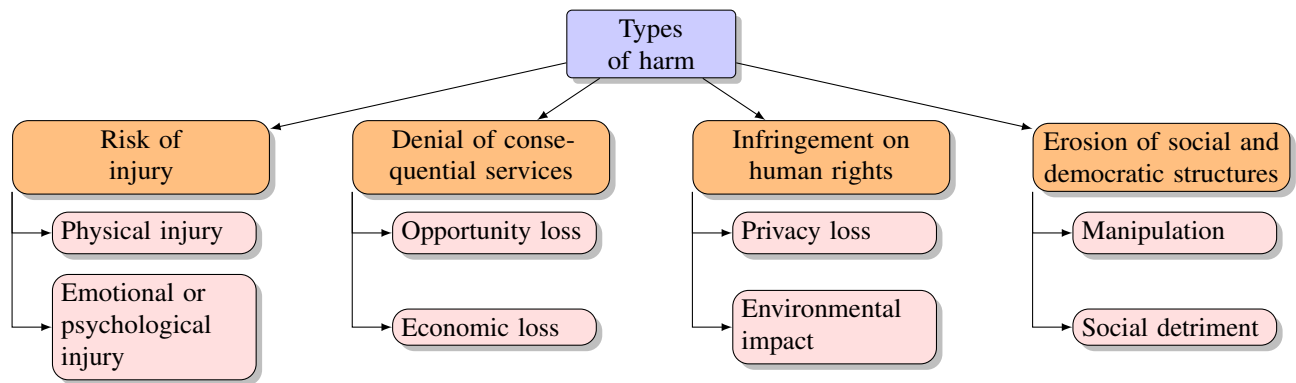 Types
of harm
Risk of
injury
Denial of conse-
quential services
Infringement on
human rights
Erosion of social and
democratic structures
Physical injury
Opportunity loss
Privacy loss
Manipulation
Emotional or
psychological
injury
Economic loss
Environmental
impact
Social detriment